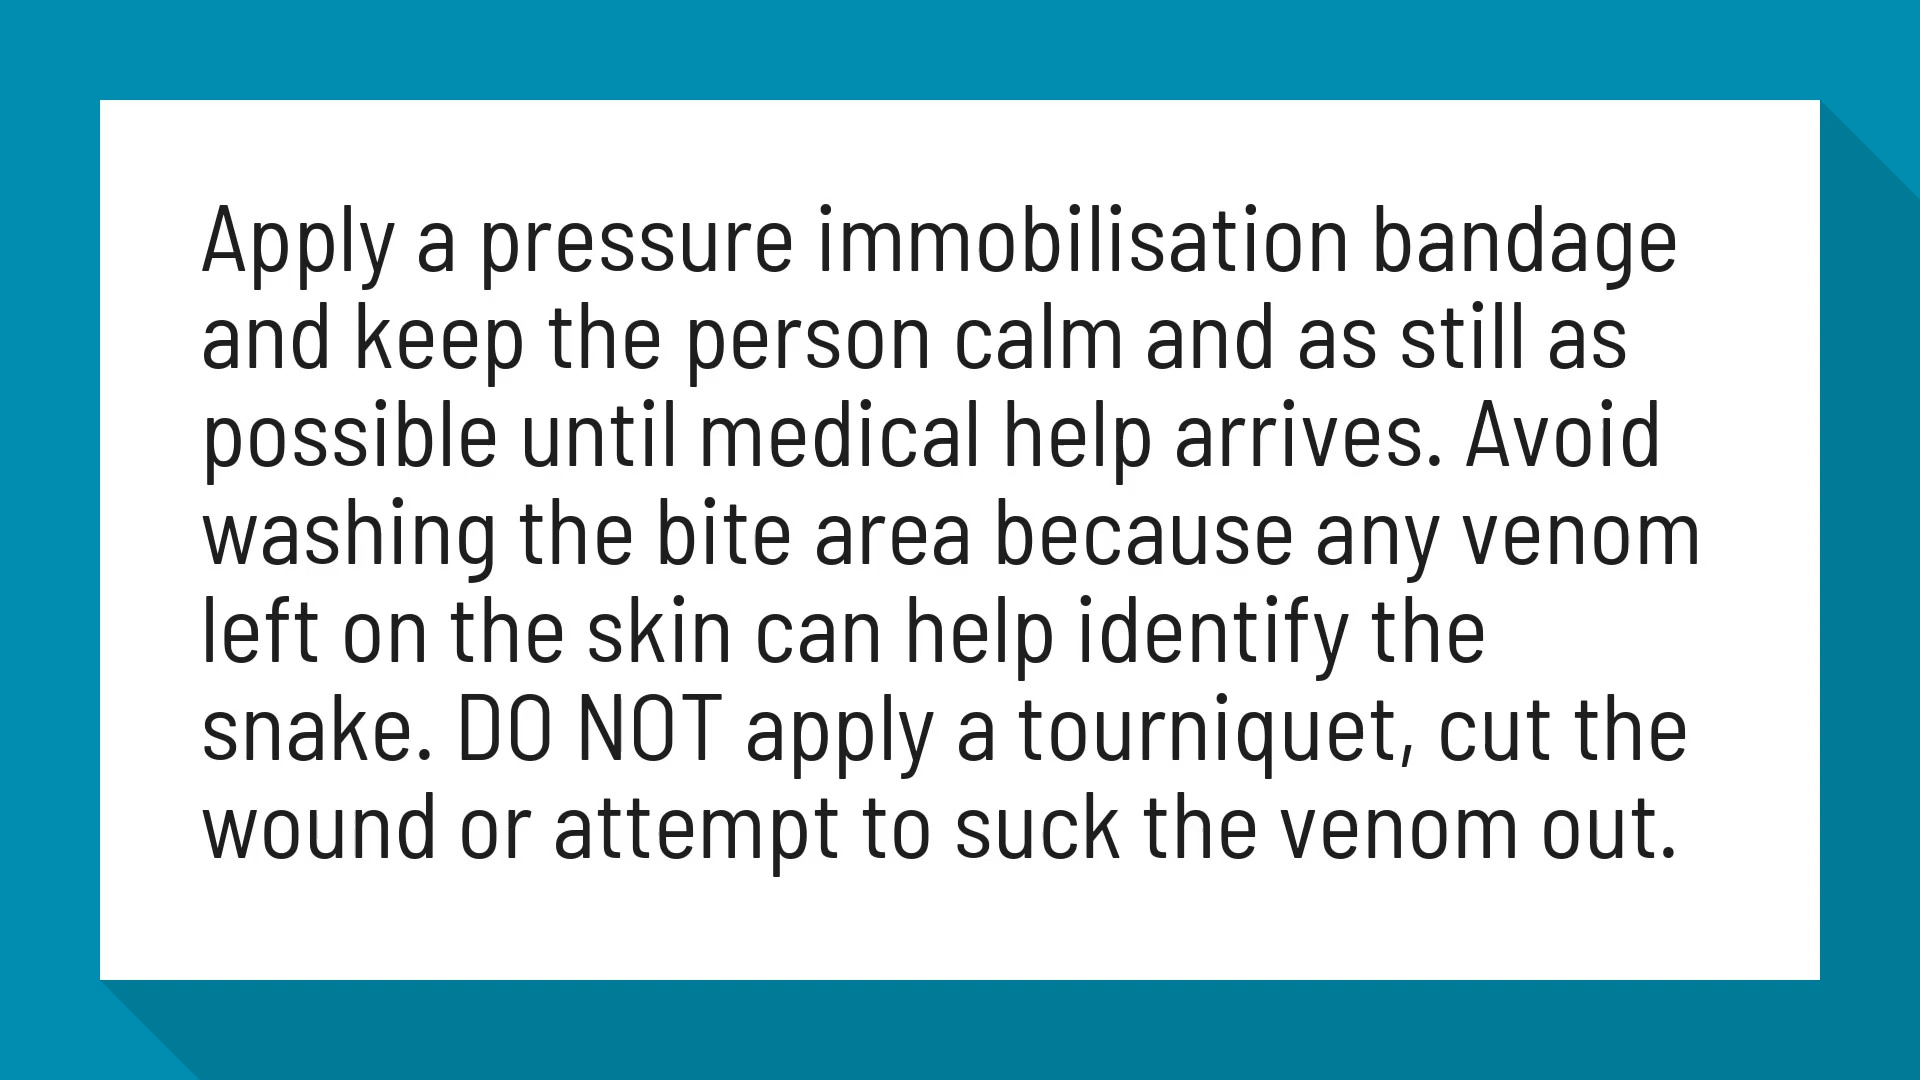 Apply a pressure immobilisation bandage
and keep the person calm and as still as
possible until medical help arrives. Avoid
washing the bite area because any venom
left on the skin can help identify the
snake. DO NOT apply a tourniquet, cut the
wound or attempt to suck the venom out.